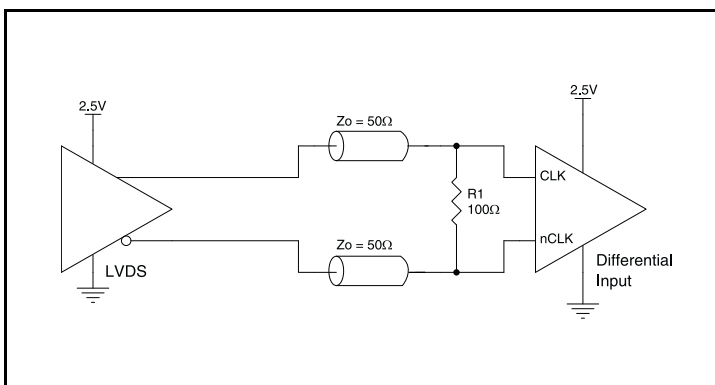 2.5V
2.5V
Zo = 50Ω
CLK
R1
100Ω
nCLK
Zo = 50Ω
LVDS
Differential
Input